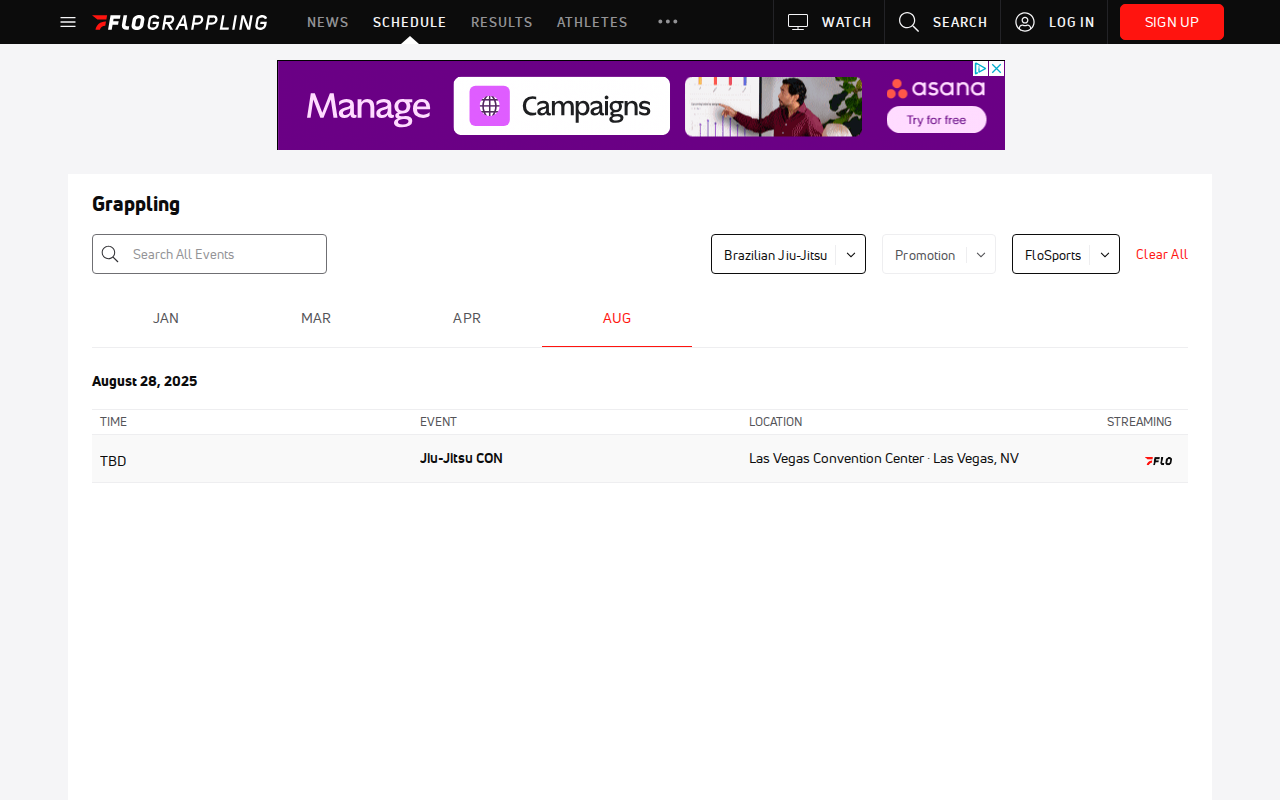 FLOGRAPPLING NEWS SCHEDULE RESULTS ATHLETES WATCH SEARCH LOG IN SIGN UP
Manage Campaigns asana
Try for free
Grappling
Search All Events Brazilian Jiu-Jitsu Promotion FloSports Clear All
JAN MAR APR AUG
August 28, 2025
TIME EVENT LOCATION STREAMING
TBD Jiu-Jitsu CON Las Vegas Convention Center · Las Vegas, NV FLO